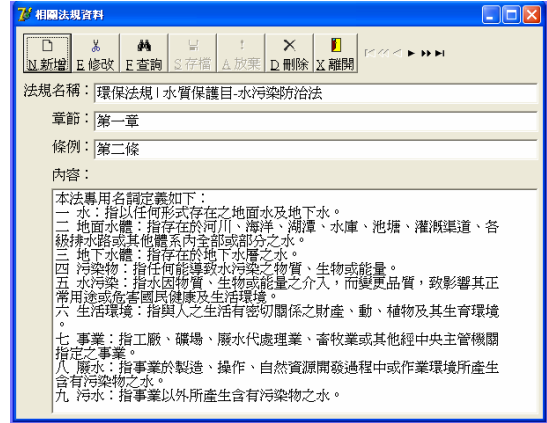 相關法規資料
N 新增 E 修改 F 查詢 S 存檔 A 放棄 D 刪除 X 離開
法規名稱：環保法規 | 水質保護目-水污染防治法
章節：第一章
條例：第二條
內容：
本法專用名詞定義如下：
一 水：指以任何形式存在之地面水及地下水。
二 地面水體：指存在於河川、海洋、湖潭、水庫、池塘、灌溉渠道、各
級排水路或其他體系內全部或部分之水。
三 地下水體：指存在於地下水層之水。
四 污染物：指任何能導致水污染之物質、生物或能量。
五 水污染：指水因物質、生物或能量之介入，而變更品質，致影響其正
常用途或危害國民健康及生活環境。
六 生活環境：指與人之生活有密切關係之財產、動、植物及其生育環境
。
七 事業：指工廠、礦場、廢水代處理業、畜牧業或其他經中央主管機關
指定之事業。
八 廢水：指事業於製造、操作、自然資源開發過程中或作業環境所產生
含有污染物之水。
九 污水：指事業以外所產生含有污染物之水。